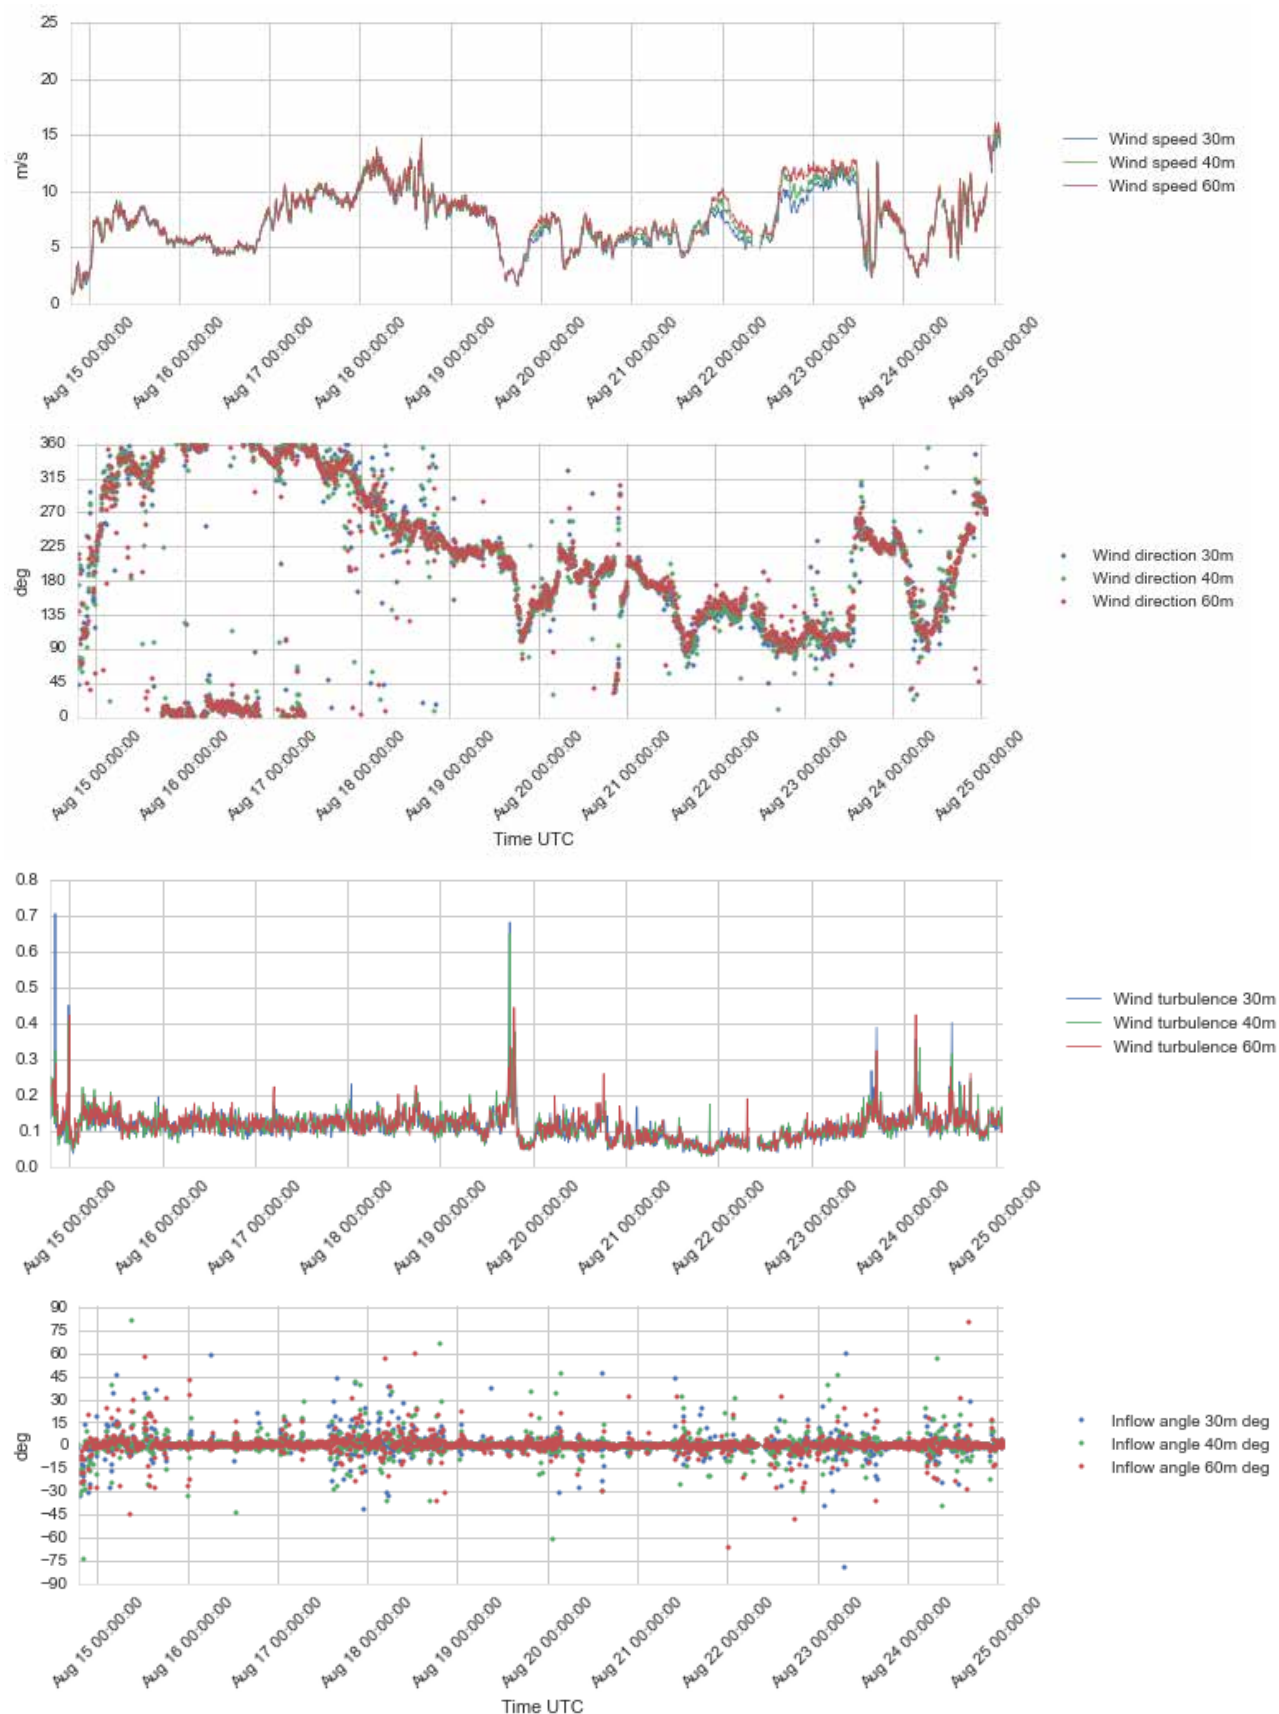 25
20
15
10
5
0
m/s
Wind speed 30m
Wind speed 40m
Wind speed 60m
Aug 15 00:00:00
Aug 16 00:00:00
Aug 17 00:00:00
Aug 18 00:00:00
Aug 19 00:00:00
Aug 20 00:00:00
Aug 21 00:00:00
Aug 22 00:00:00
Aug 23 00:00:00
Aug 24 00:00:00
Aug 25 00:00:00
360
315
270
225
180
135
90
45
0
deg
Wind direction 30m
Wind direction 40m
Wind direction 60m
Aug 15 00:00:00
Aug 16 00:00:00
Aug 17 00:00:00
Aug 18 00:00:00
Aug 19 00:00:00
Aug 20 00:00:00
Aug 21 00:00:00
Aug 22 00:00:00
Aug 23 00:00:00
Aug 24 00:00:00
Aug 25 00:00:00
Time UTC
0.8
0.7
0.6
0.5
0.4
0.3
0.2
0.1
0.0
Wind turbulence 30m
Wind turbulence 40m
Wind turbulence 60m
Aug 15 00:00:00
Aug 16 00:00:00
Aug 17 00:00:00
Aug 18 00:00:00
Aug 19 00:00:00
Aug 20 00:00:00
Aug 21 00:00:00
Aug 22 00:00:00
Aug 23 00:00:00
Aug 24 00:00:00
Aug 25 00:00:00
90
75
60
45
30
15
0
−15
−30
−45
−60
−75
−90
deg
Inflow angle 30m deg
Inflow angle 40m deg
Inflow angle 60m deg
Aug 15 00:00:00
Aug 16 00:00:00
Aug 17 00:00:00
Aug 18 00:00:00
Aug 19 00:00:00
Aug 20 00:00:00
Aug 21 00:00:00
Aug 22 00:00:00
Aug 23 00:00:00
Aug 24 00:00:00
Aug 25 00:00:00
Time UTC